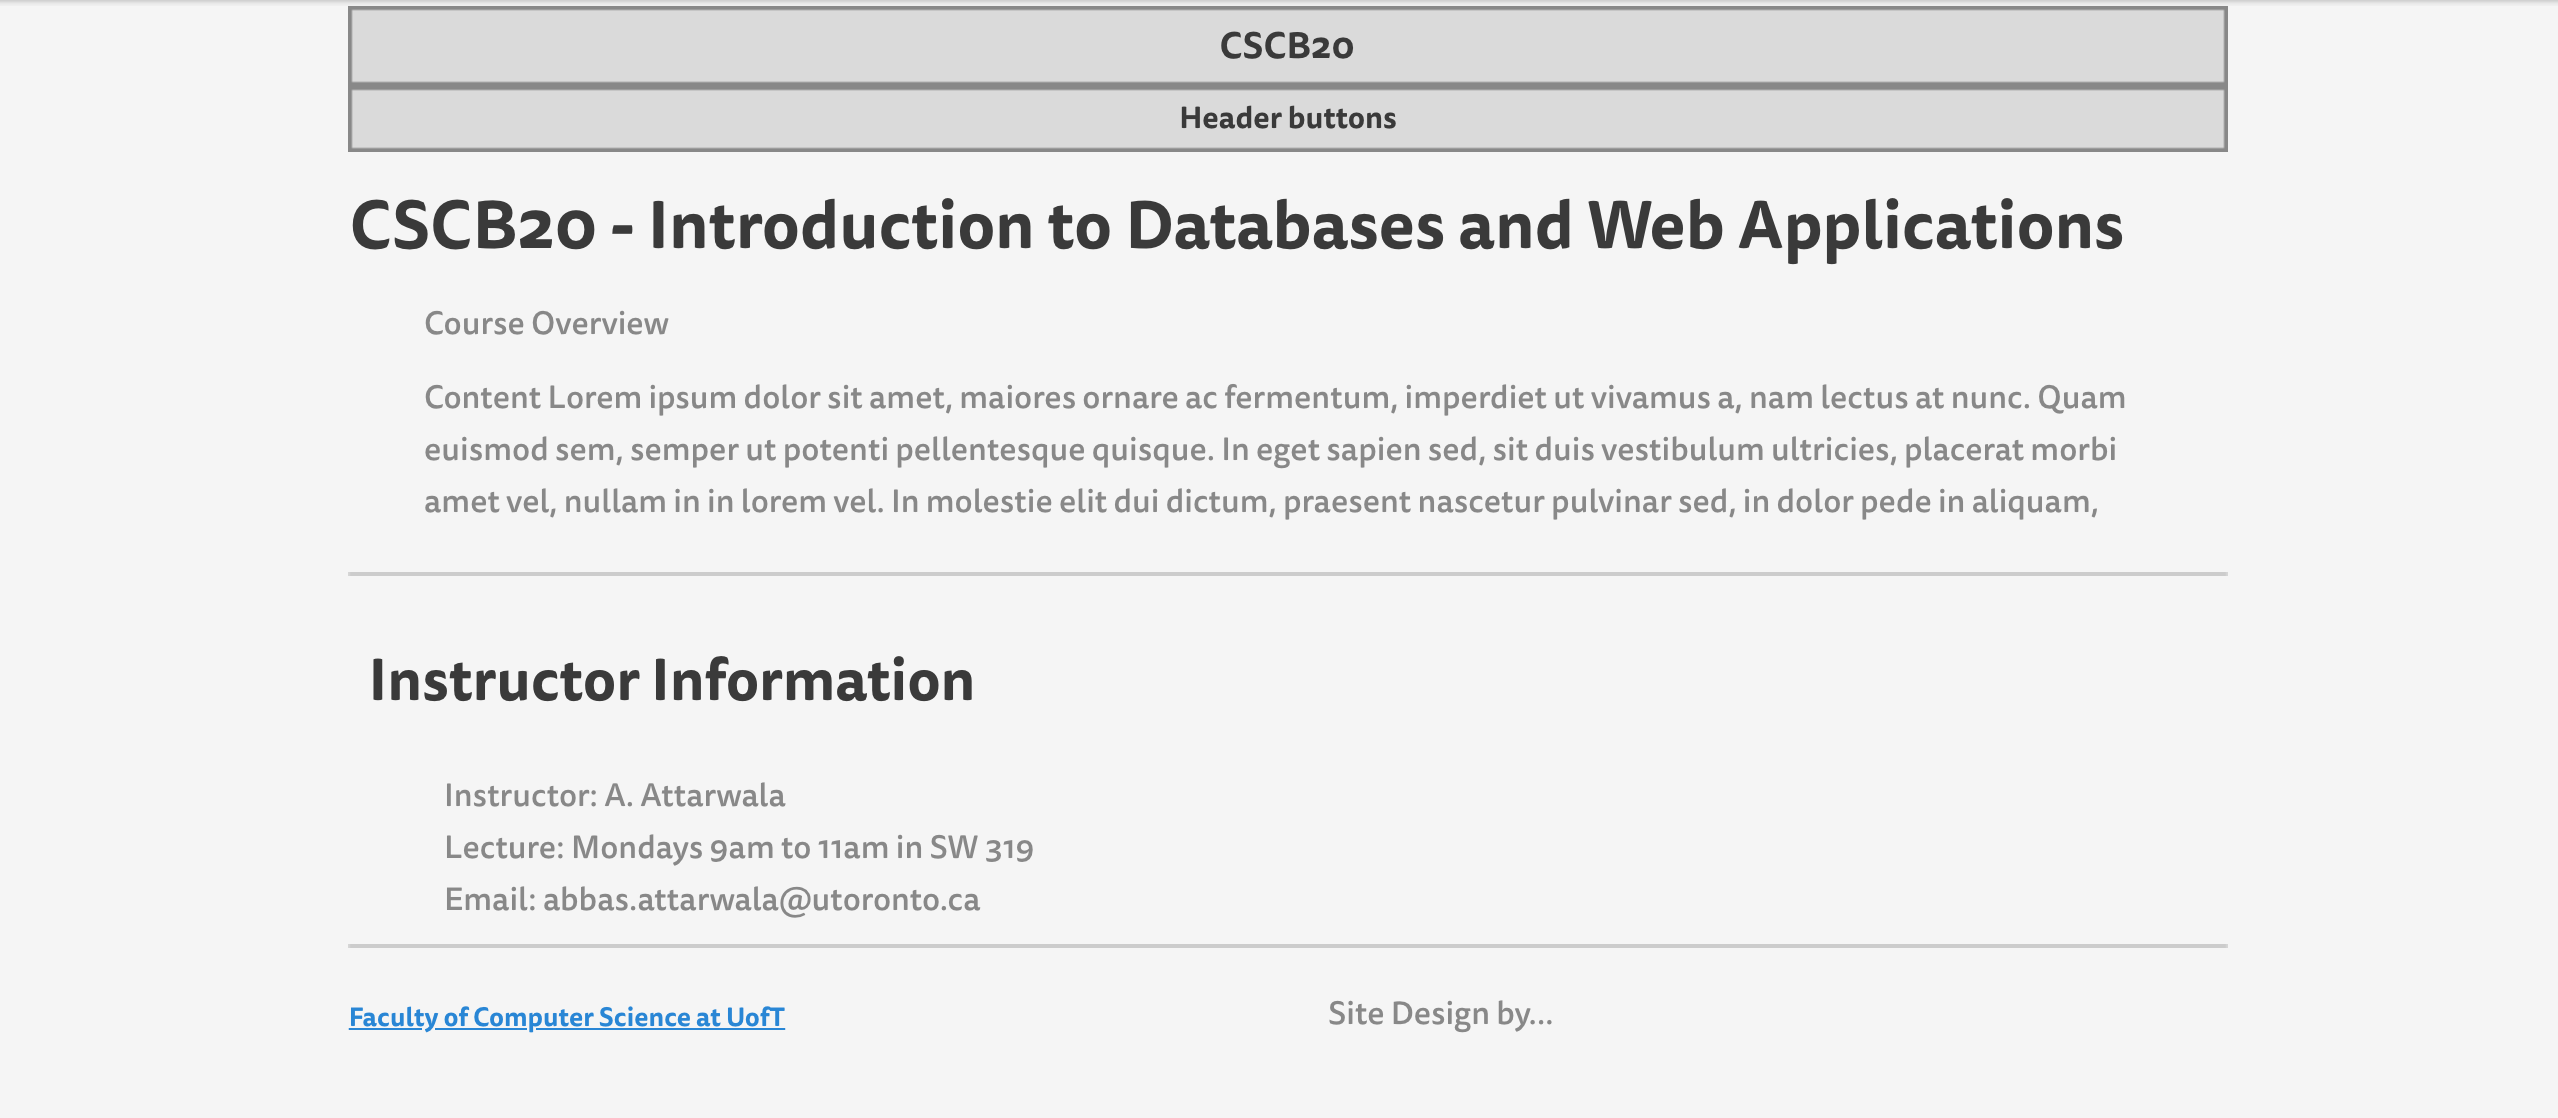 CSCB20
Header buttons
CSCB20 - Introduction to Databases and Web Applications
Course Overview
Content Lorem ipsum dolor sit amet, maiores ornare ac fermentum, imperdiet ut vivamus a, nam lectus at nunc. Quam
euismod sem, semper ut potenti pellentesque quisque. In eget sapien sed, sit duis vestibulum ultricies, placerat morbi
amet vel, nullam in in lorem vel. In molestie elit dui dictum, praesent nascetur pulvinar sed, in dolor pede in aliquam,
Instructor Information
Instructor: A. Attarwala
Lecture: Mondays 9am to 11am in SW 319
Email: abbas.attarwala@utoronto.ca
Faculty of Computer Science at UofT
Site Design by...